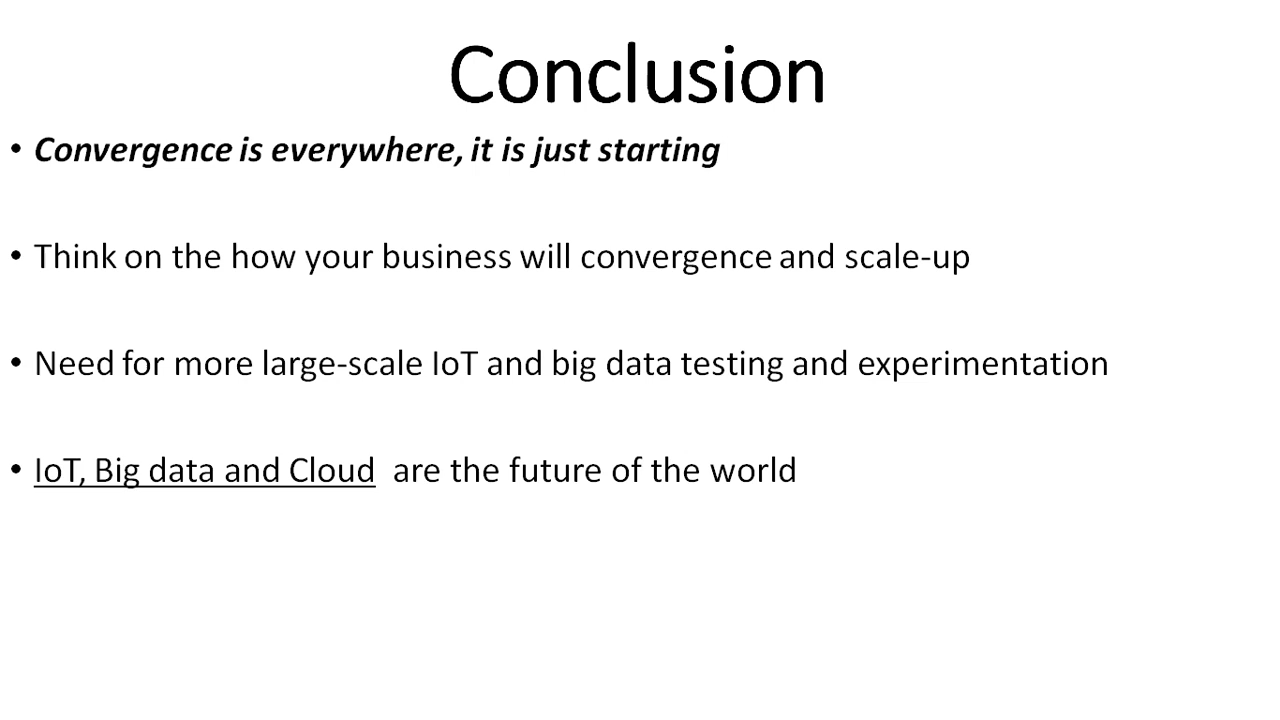 Conclusion
• Convergence is everywhere, it is just starting
• Think on the how your business will convergence and scale-up
• Need for more large-scale IoT and big data testing and experimentation
• IoT, Big data and Cloud  are the future of the world